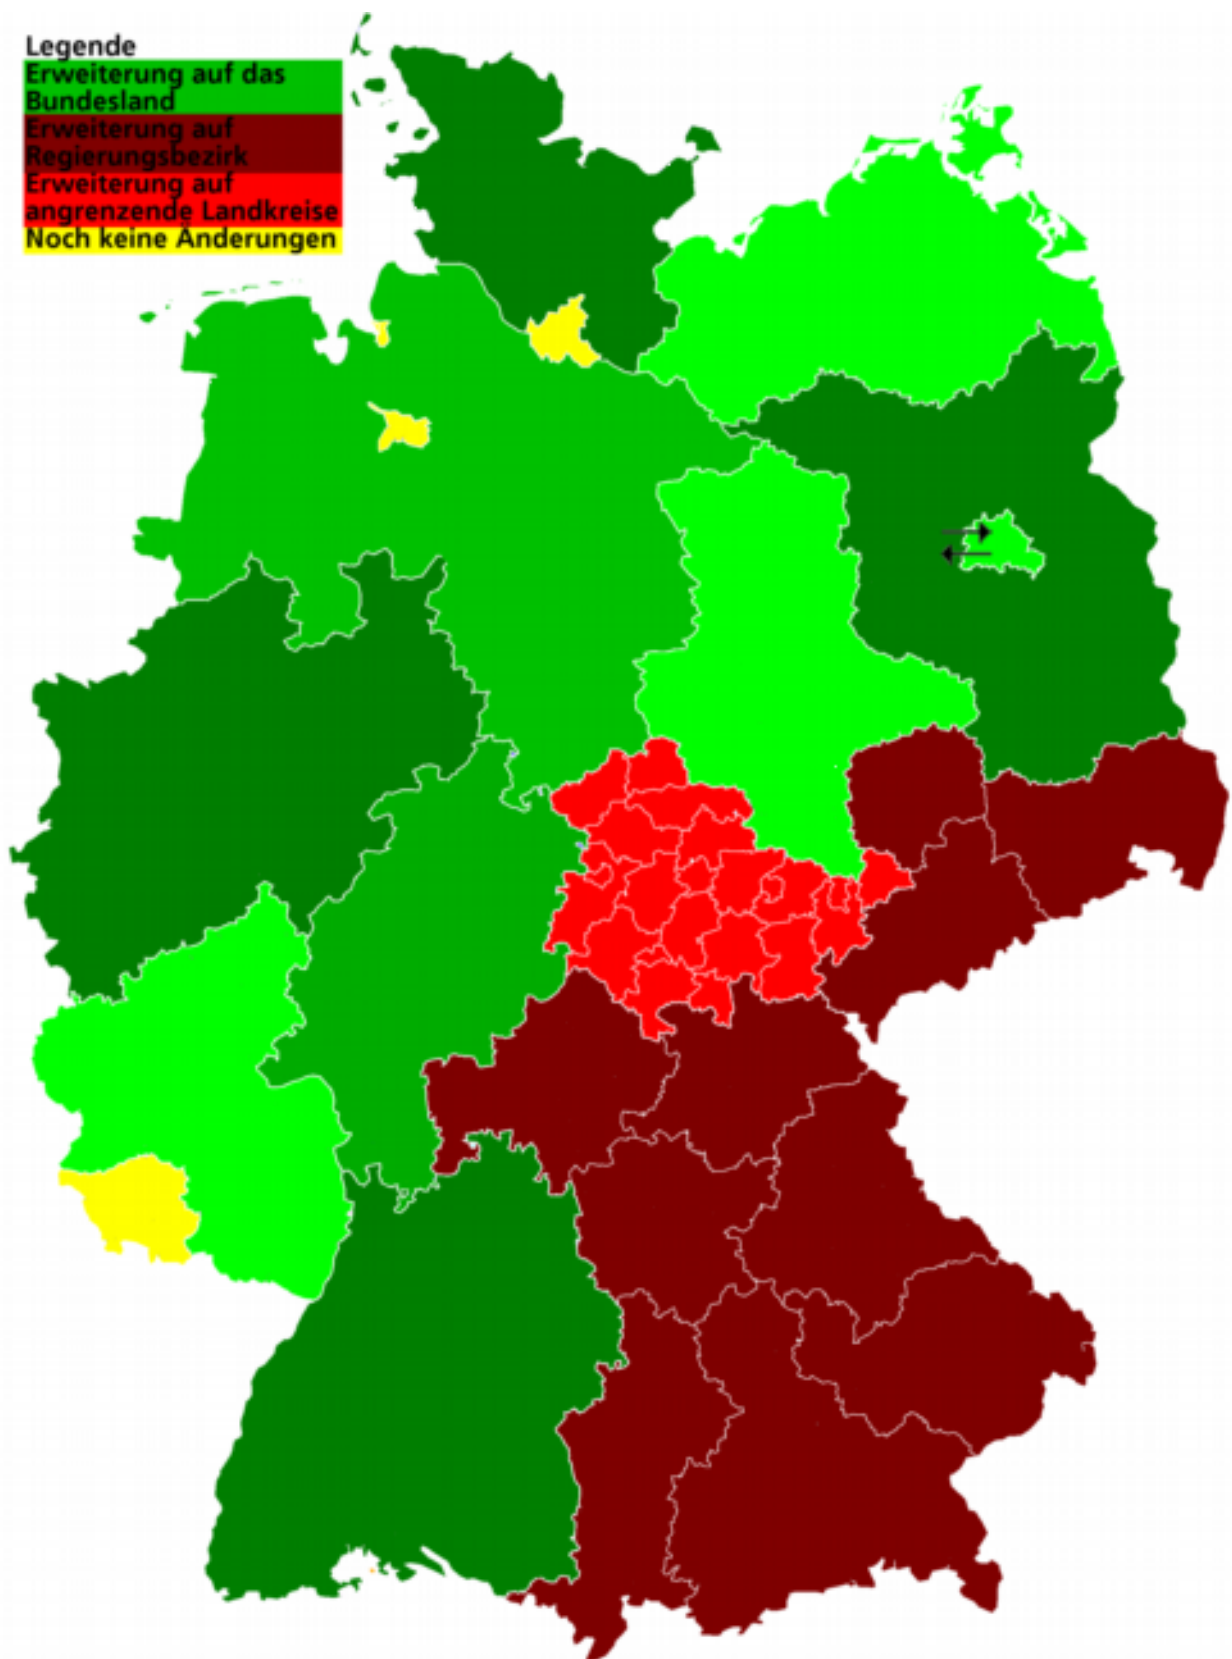 Legende
Erweiterung auf das
Bundesland
Erweiterung auf
Regierungsbezirk
Erweiterung auf
angrenzende Landkreise
Noch keine Änderungen